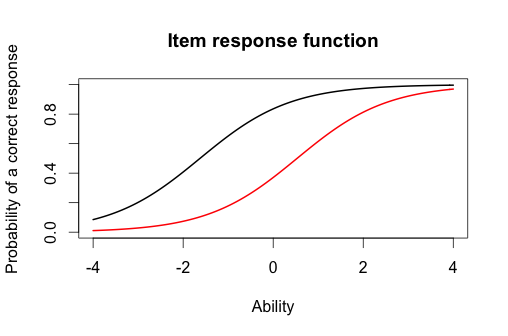 Item response function
Probability of a correct response
0.8
0.4
0.0
-4 -2 0 2 4
Ability